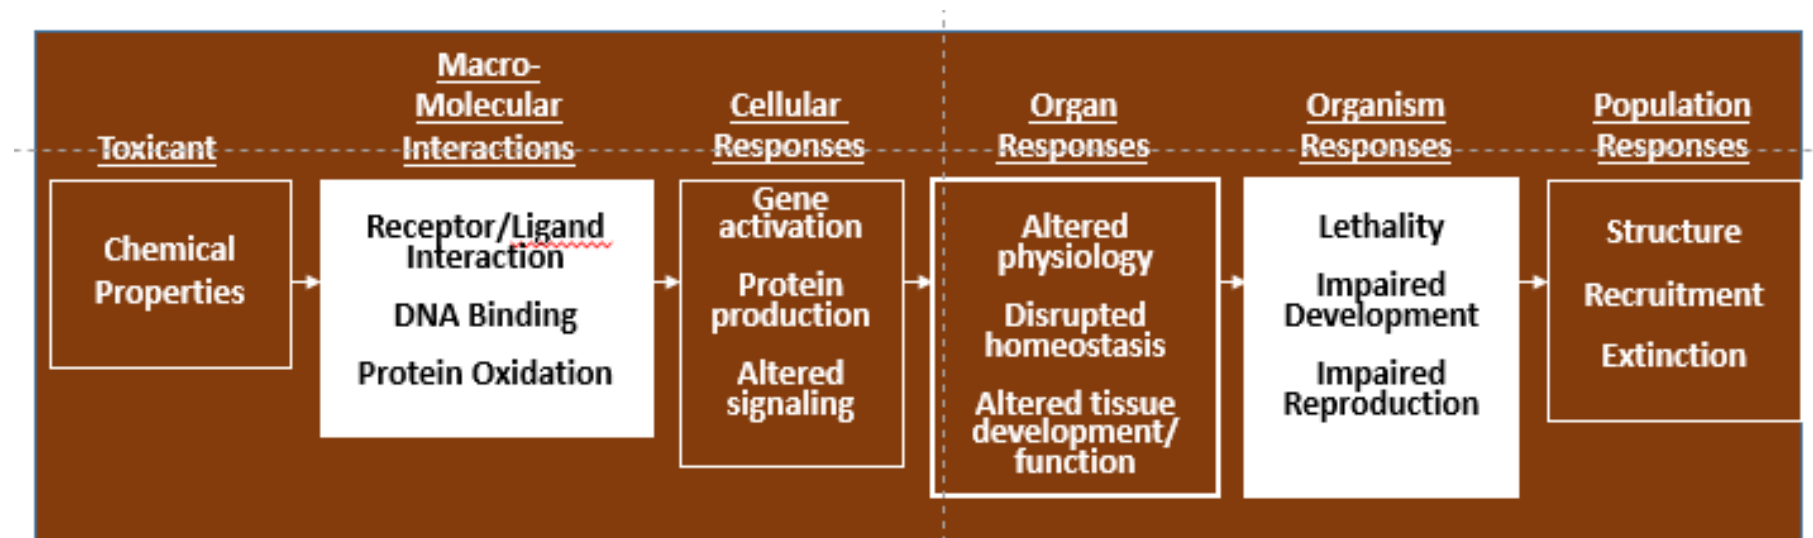 Toxicant
Macro-
Molecular
Interactions
Cellular
Responses
Organ
Responses
Organism
Responses
Population
Responses
Chemical
Properties
Receptor/Ligand
Interaction
DNA Binding
Protein Oxidation
Gene
activation
Protein
production
Altered
signaling
Altered
physiology
Disrupted
homeostasis
Altered tissue
development/
function
Lethality
Impaired
Development
Impaired
Reproduction
Structure
Recruitment
Extinction